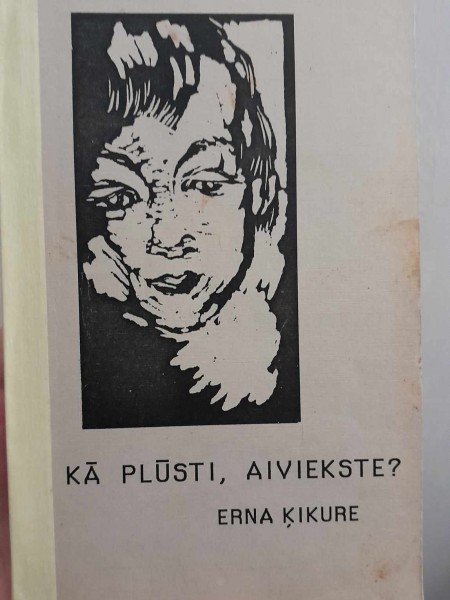 KĀ PLŪSTI, AIVIEKSTE?
ERNA ĶIKURE